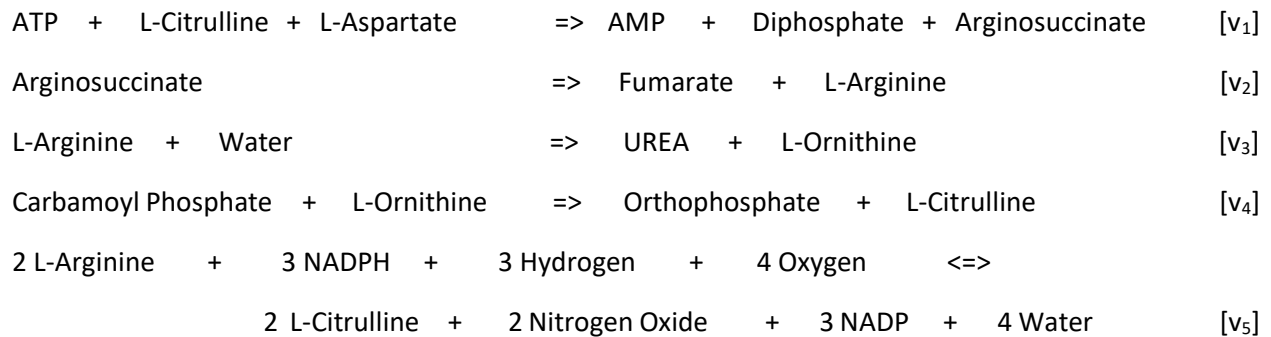 ATP + L-Citrulline + L-Aspartate => AMP + Diphosphate + Arginosuccinate [v₁]
Arginosuccinate => Fumarate + L-Arginine [v₂]
L-Arginine + Water => UREA + L-Ornithine [v₃]
Carbamoyl Phosphate + L-Ornithine => Orthophosphate + L-Citrulline [v₄]
2 L-Arginine + 3 NADPH + 3 Hydrogen + 4 Oxygen <=>
2 L-Citrulline + 2 Nitrogen Oxide + 3 NADP + 4 Water [v₅]